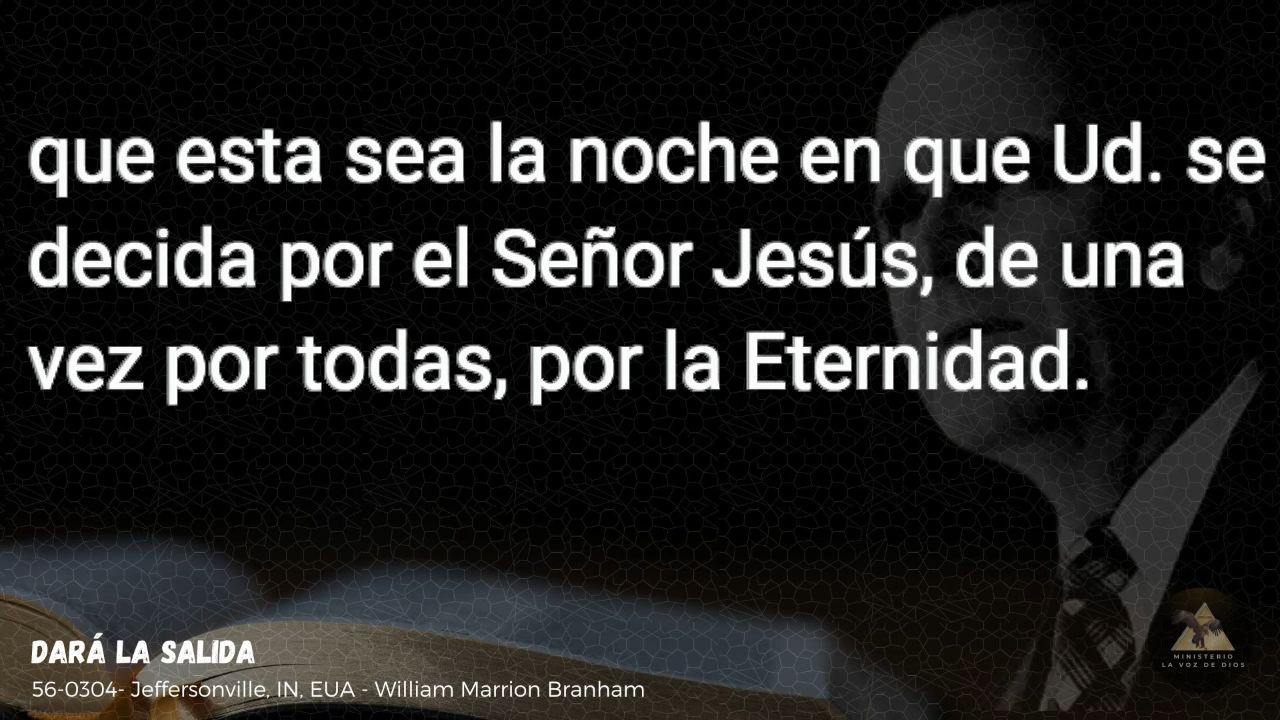 que esta sea la noche en que Ud. se
decida por el Señor Jesús, de una
vez por todas, por la Eternidad.
DARÁ LA SALIDA
56-0304- Jeffersonville, IN, EUA - William Marrion Branham
MINISTERIO
LA VOZ DE DIOS